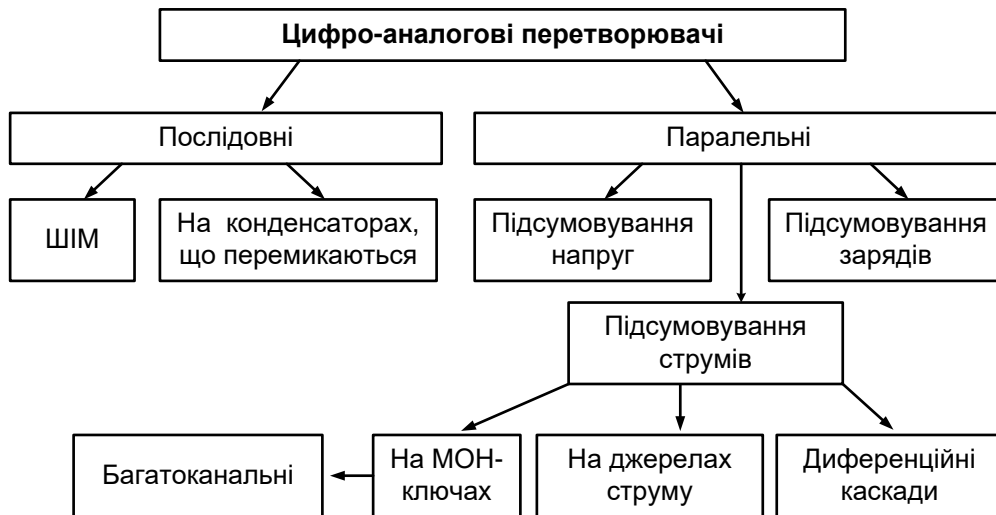 Цифро-аналогові перетворювачі
Послідовні
Паралельні
ШІМ
На конденсаторах,
що перемикаються
Підсумовування
напруг
Підсумовування
зарядів
Підсумовування
струмів
Багатоканальні
На МОН-
ключах
На джерелах
струму
Диференційні
каскади